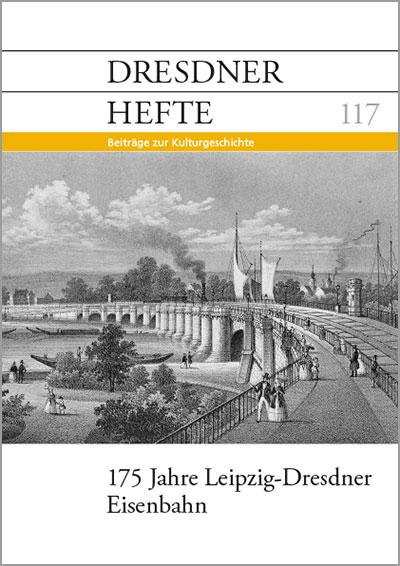 DRESDNER
HEFTE 117
Beiträge zur Kulturgeschichte
175 Jahre Leipzig-Dresdner
Eisenbahn